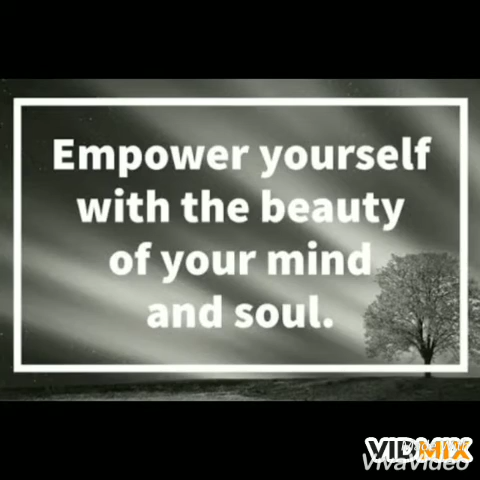 Empower yourself
with the beauty
of your mind
and soul.
VIDMIX
VivaVideo